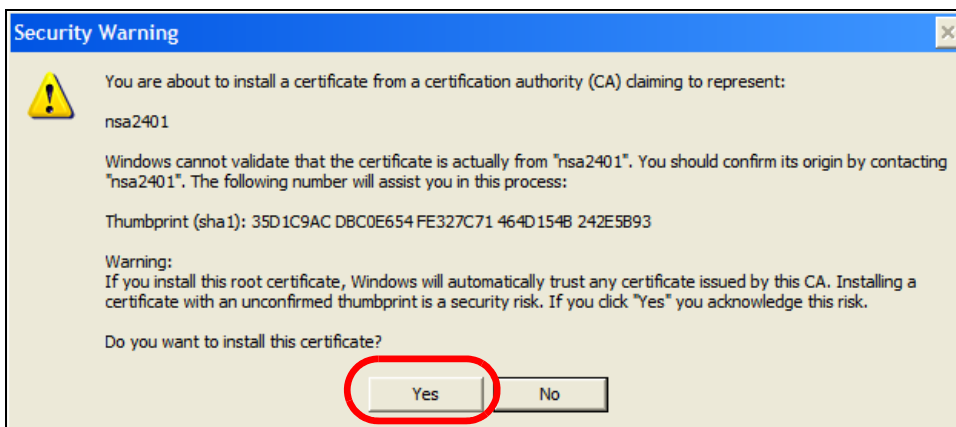 Security Warning
You are about to install a certificate from a certification authority (CA) claiming to represent:
nsa2401
Windows cannot validate that the certificate is actually from "nsa2401". You should confirm its origin by contacting
"nsa2401". The following number will assist you in this process:
Thumbprint (sha1): 35D1C9AC DBC0E654 FE327C71 464D154B 242E5B93
Warning:
If you install this root certificate, Windows will automatically trust any certificate issued by this CA. Installing a
certificate with an unconfirmed thumbprint is a security risk. If you click "Yes" you acknowledge this risk.
Do you want to install this certificate?
Yes No